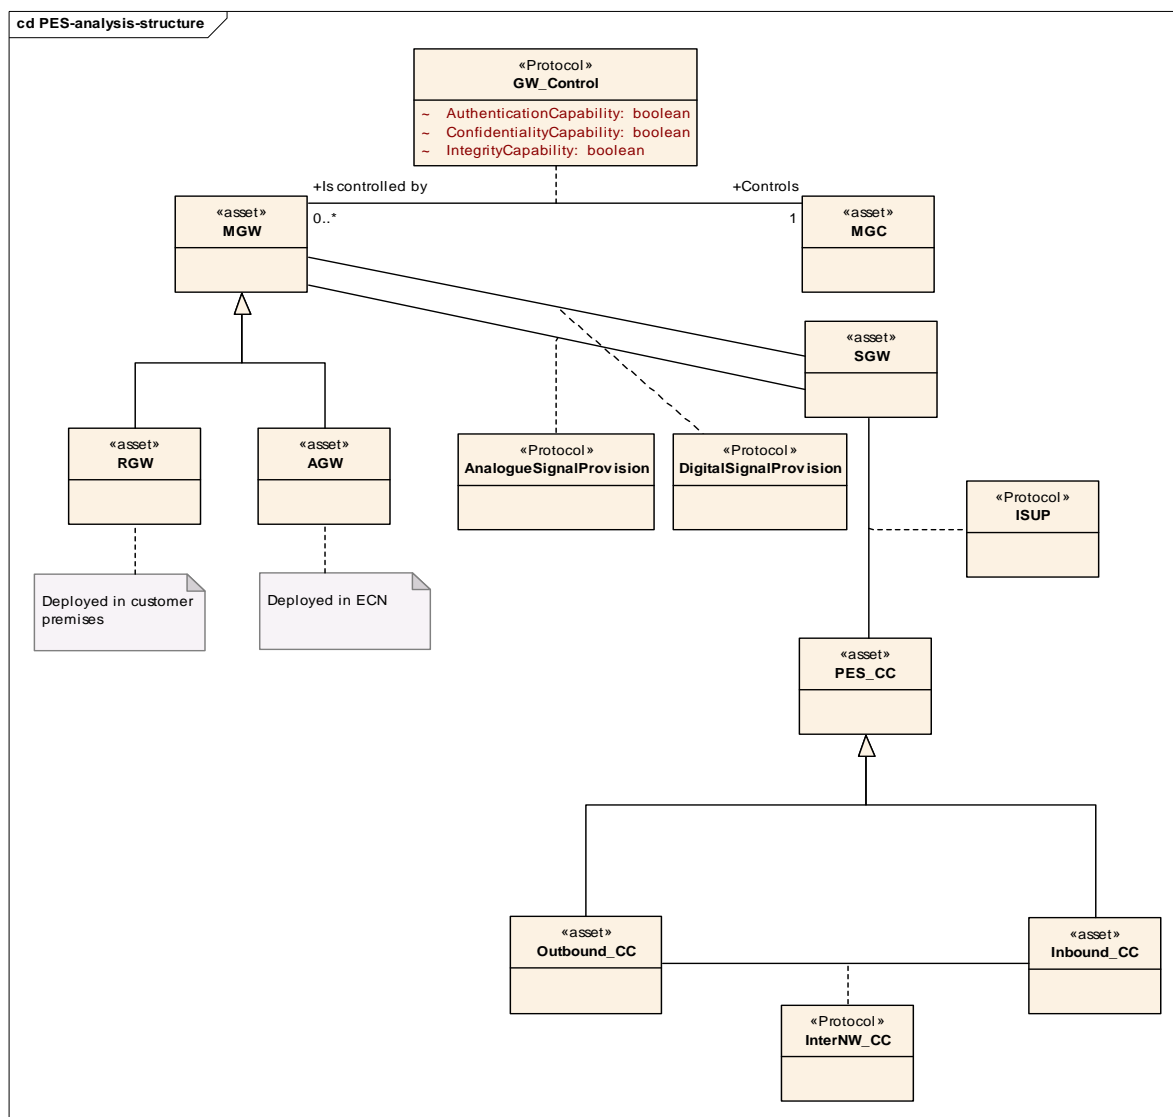 cd PES-analysis-structure
«Protocol»
GW_Control
~ AuthenticationCapability: boolean
~ ConfidentialityCapability: boolean
~ IntegrityCapability: boolean
+Is controlled by
+Controls
0..*
1
«asset»
MGW
«asset»
MGC
«asset»
SGW
«asset»
RGW
«asset»
AGW
«Protocol»
AnalogueSignalProvision
«Protocol»
DigitalSignalProvision
«Protocol»
ISUP
Deployed in customer
premises
Deployed in ECN
«asset»
PES_CC
«asset»
Outbound_CC
«asset»
Inbound_CC
«Protocol»
InterNW_CC